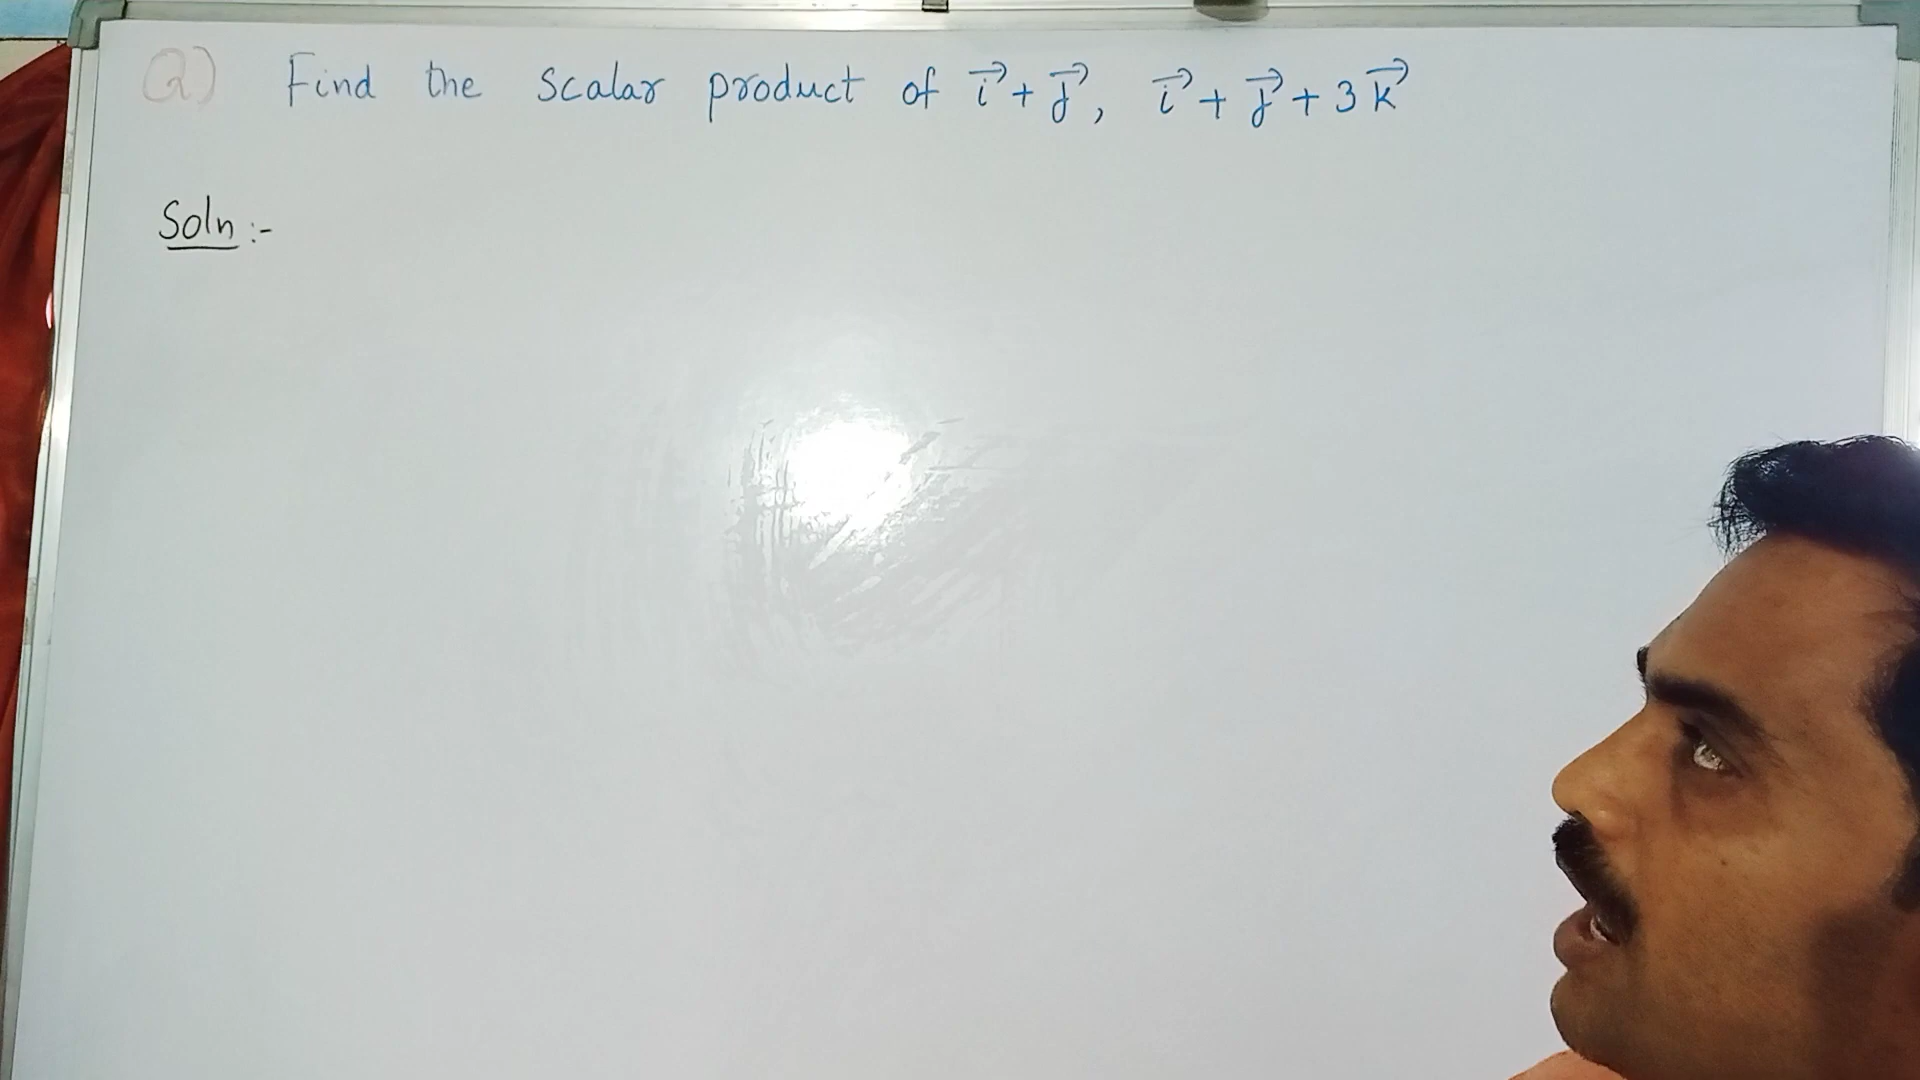 Q) Find the scalar product of i⃗ + j⃗, i⃗ + j⃗ + 3k⃗
Soln :-